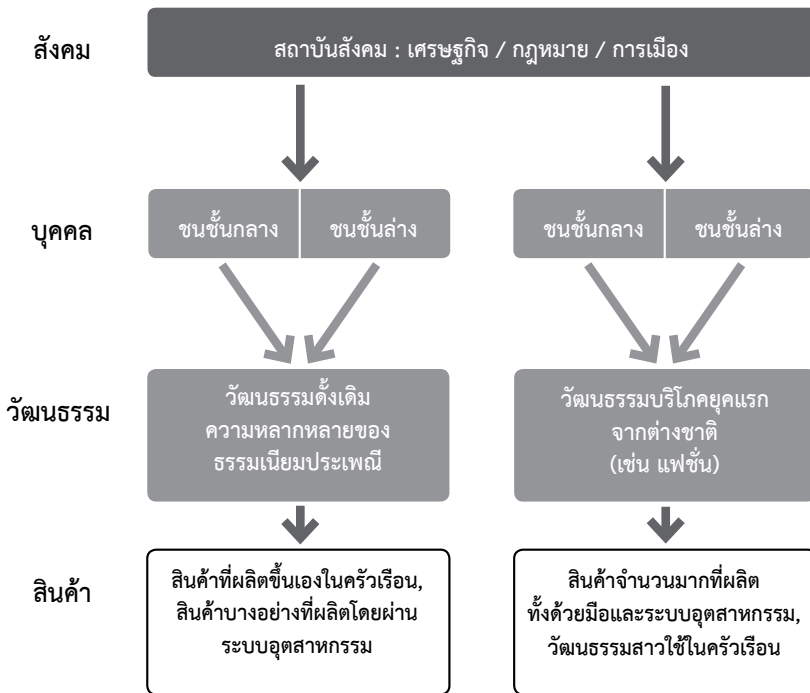 สังคม
สถาบันสังคม : เศรษฐกิจ / กฎหมาย / การเมือง
บุคคล
ชนชั้นกลาง
ชนชั้นล่าง
ชนชั้นกลาง
ชนชั้นล่าง
วัฒนธรรม
วัฒนธรรมดั้งเดิม
ความหลากหลายของ
ธรรมเนียมประเพณี
วัฒนธรรมบริโภคยุคแรก
จากต่างชาติ
(เช่น แฟชั่น)
สินค้า
สินค้าที่ผลิตขึ้นเองในครัวเรือน,
สินค้าบางอย่างที่ผลิตโดยผ่าน
ระบบอุตสาหกรรม
สินค้าจำนวนมากที่ผลิต
ทั้งด้วยมือและระบบอุตสาหกรรม,
วัฒนธรรมสาวใช้ในครัวเรือน